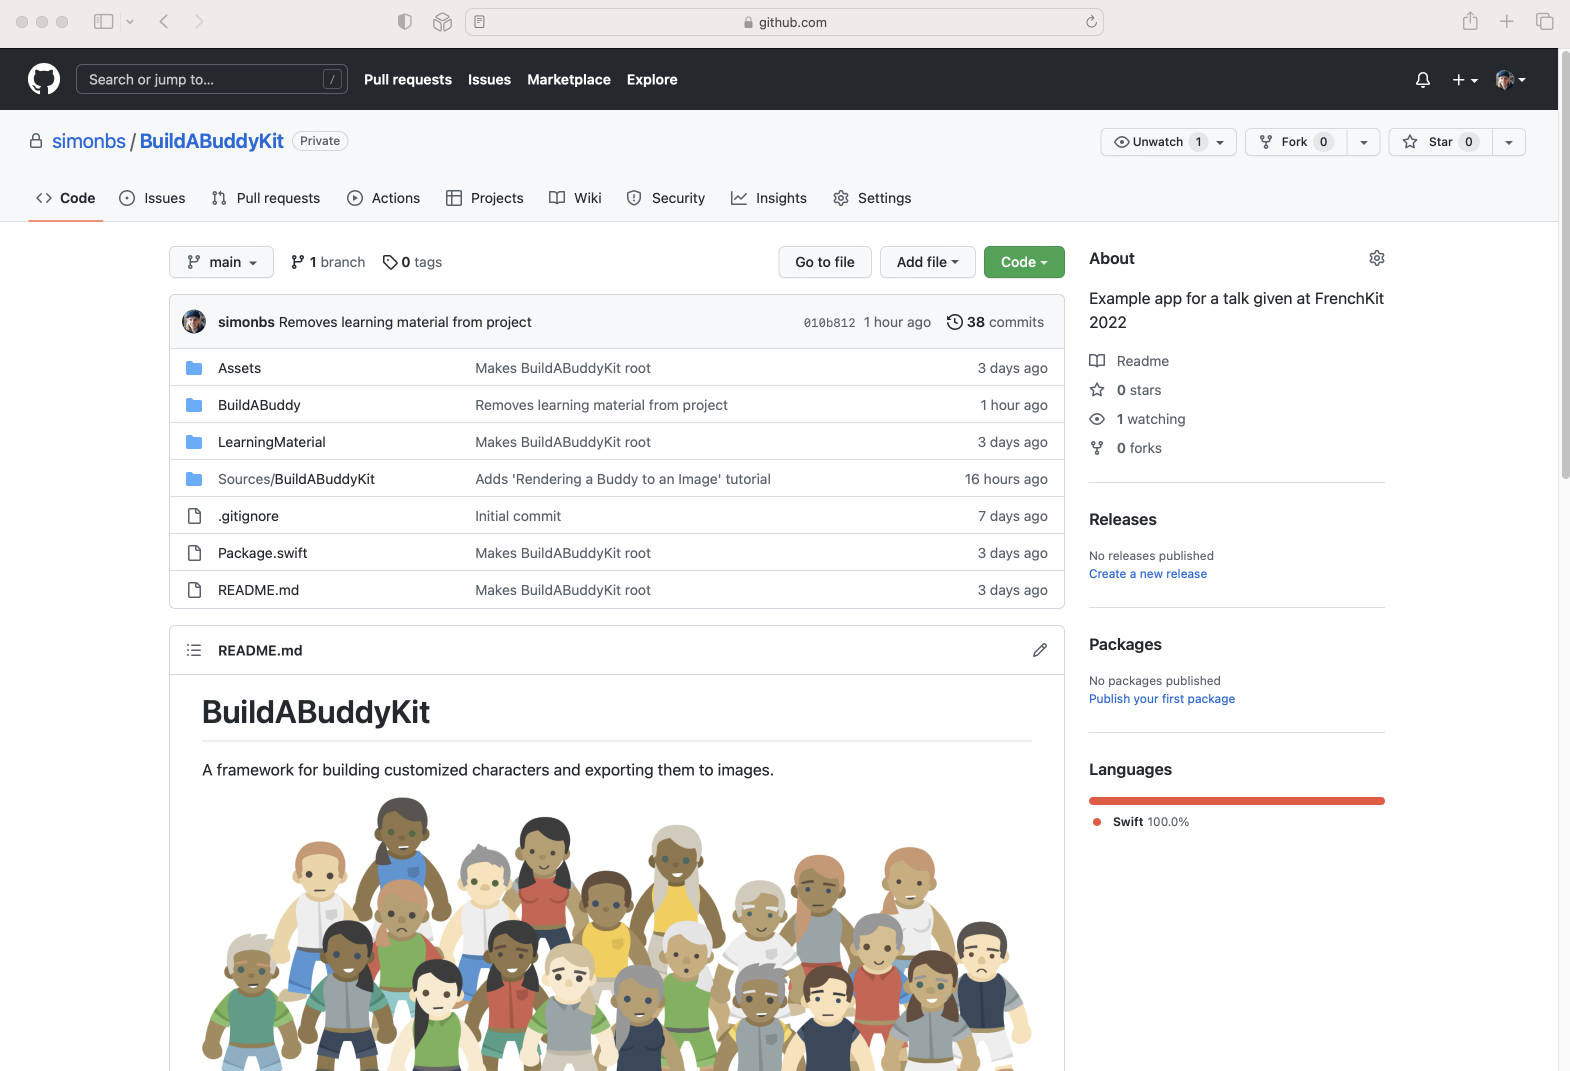 github.com
Search or jump to... /
Pull requests Issues Marketplace Explore
simonbs / BuildABuddyKit Private
Unwatch 1 Fork 0 Star 0
Code Issues Pull requests Actions Projects Wiki Security Insights Settings
main 1 branch 0 tags
Go to file Add file Code
simonbs Removes learning material from project 010b812 1 hour ago 38 commits
Assets Makes BuildABuddyKit root 3 days ago
BuildABuddy Removes learning material from project 1 hour ago
LearningMaterial Makes BuildABuddyKit root 3 days ago
Sources/BuildABuddyKit Adds 'Rendering a Buddy to an Image' tutorial 16 hours ago
.gitignore Initial commit 7 days ago
Package.swift Makes BuildABuddyKit root 3 days ago
README.md Makes BuildABuddyKit root 3 days ago
README.md
BuildABuddyKit
A framework for building customized characters and exporting them to images.
About
Example app for a talk given at FrenchKit
2022
Readme
0 stars
1 watching
0 forks
Releases
No releases published
Create a new release
Packages
No packages published
Publish your first package
Languages
Swift 100.0%